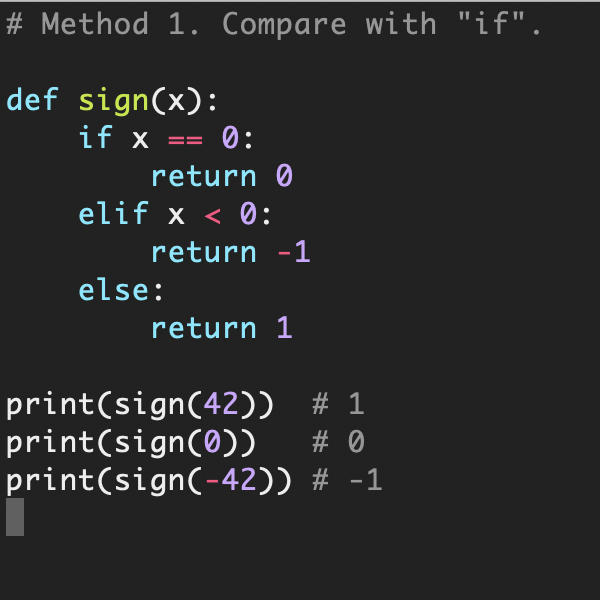 # Method 1. Compare with "if".
def sign(x):
    if x == 0:
        return 0
    elif x < 0:
        return -1
    else:
        return 1
print(sign(42))  # 1
print(sign(0))   # 0
print(sign(-42)) # -1